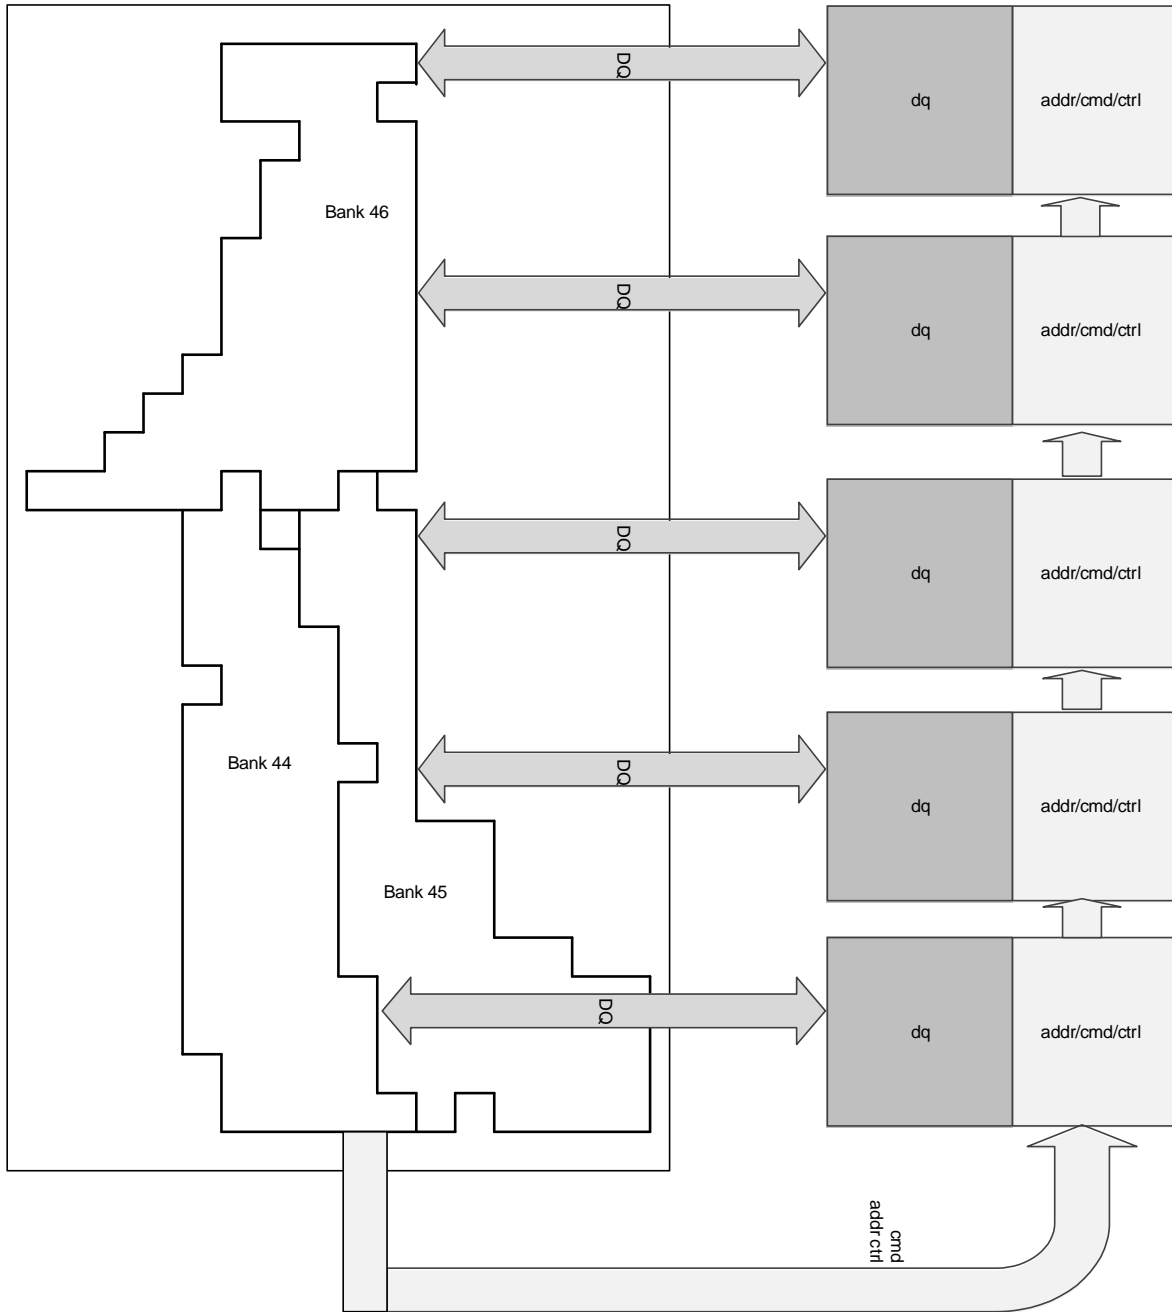 DQ
dq
addr/cmd/ctrl
Bank 46
DQ
dq
addr/cmd/ctrl
DQ
dq
addr/cmd/ctrl
Bank 44
DQ
dq
addr/cmd/ctrl
Bank 45
DQ
dq
addr/cmd/ctrl
cmd
addr ctrl